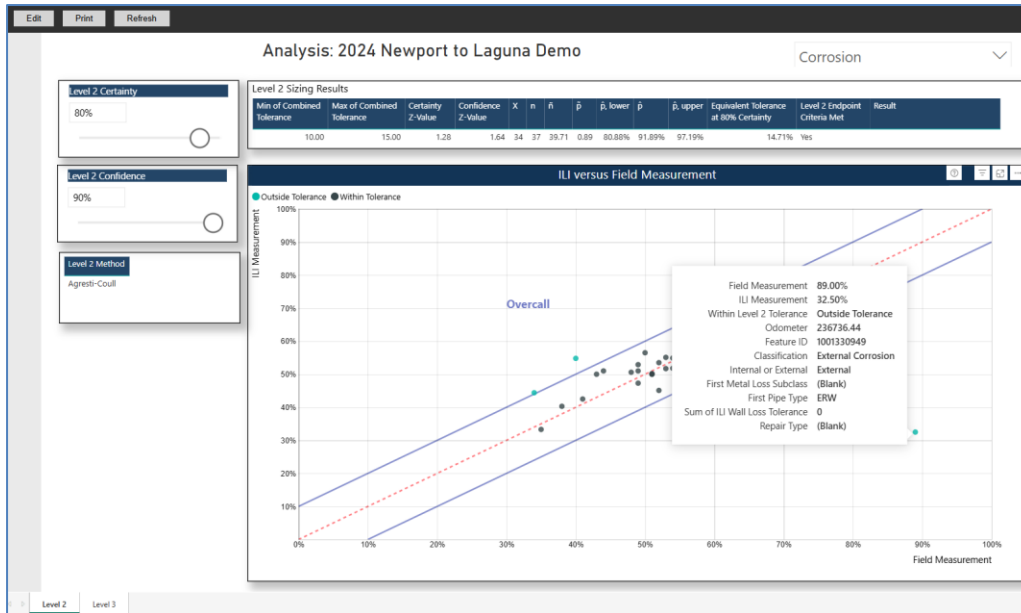 Edit Print Refresh
Analysis: 2024 Newport to Laguna Demo
Corrosion
Level 2 Certainty
80%
Level 2 Confidence
90%
Level 2 Method
Agresti-Coull
Level 2 Sizing Results
Min of Combined Tolerance Max of Combined Tolerance Certainty Z-Value Confidence Z-Value X n ñ p̃ p̂, lower p̂ p̂, upper Equivalent Tolerance at 80% Certainty Level 2 Endpoint Criteria Met Result
10.00 15.00 1.28 1.64 34 37 39.71 0.89 80.88% 91.89% 97.19% 14.71% Yes
ILI versus Field Measurement
Outside Tolerance Within Tolerance
ILI Measurement
100%
90%
80%
70%
60%
50%
40%
30%
20%
10%
Overcall
Field Measurement 89.00%
ILI Measurement 32.50%
Within Level 2 Tolerance Outside Tolerance
Odometer 236736.44
Feature ID 1001330949
Classification External Corrosion
Internal or External External
First Metal Loss Subclass (Blank)
First Pipe Type ERW
Sum of ILI Wall Loss Tolerance 0
Repair Type (Blank)
0% 10% 20% 30% 40% 50% 60% 70% 80% 90% 100%
Field Measurement
Level 2 Level 3